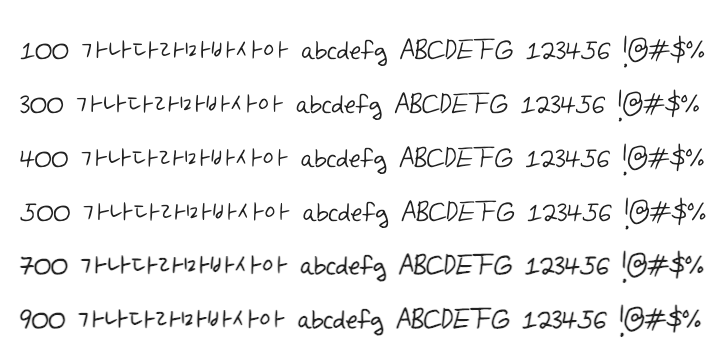 100 가나다라마바사아 abcdefg ABCDEFG 123456 !@#$%
300 가나다라마바사아 abcdefg ABCDEFG 123456 !@#$%
400 가나다라마바사아 abcdefg ABCDEFG 123456 !@#$%
500 가나다라마바사아 abcdefg ABCDEFG 123456 !@#$%
700 가나다라마바사아 abcdefg ABCDEFG 123456 !@#$%
900 가나다라마바사아 abcdefg ABCDEFG 123456 !@#$%